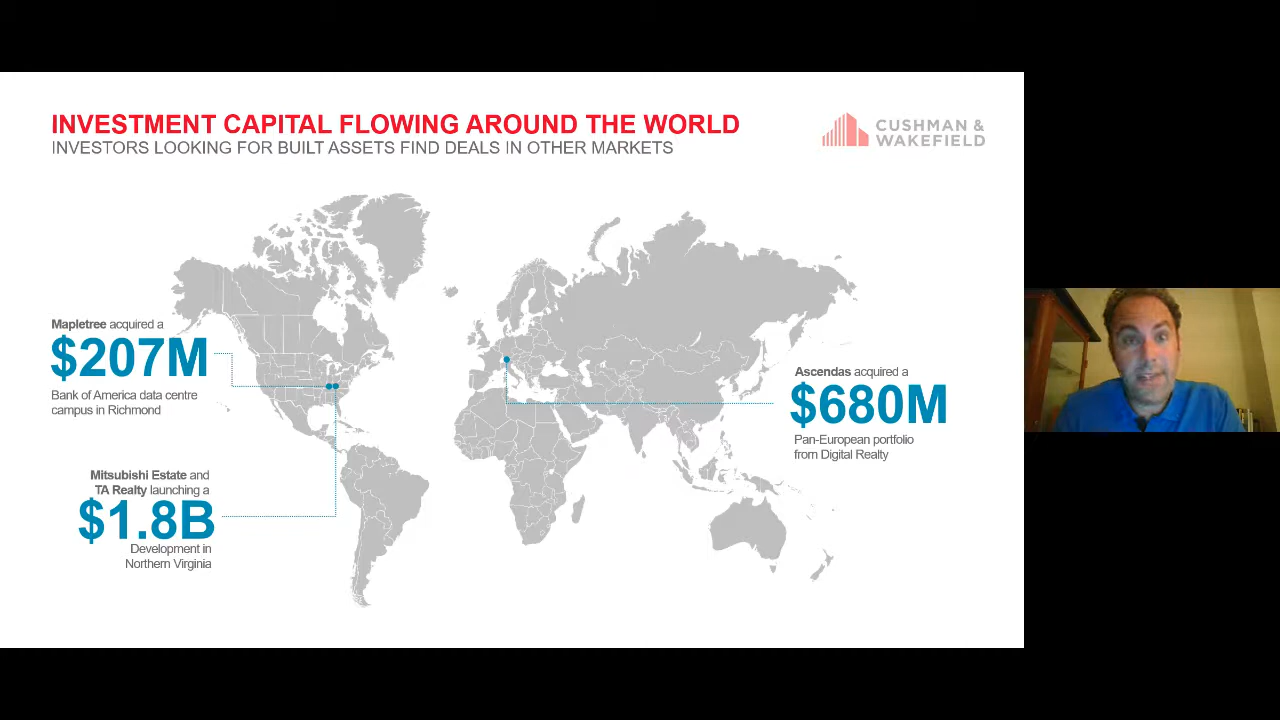 INVESTMENT CAPITAL FLOWING AROUND THE WORLD
INVESTORS LOOKING FOR BUILT ASSETS FIND DEALS IN OTHER MARKETS
CUSHMAN &
WAKEFIELD
Mapletree acquired a
$207M
Bank of America data centre
campus in Richmond
Mitsubishi Estate and
TA Realty launching a
$1.8B
Development in
Northern Virginia
Ascendas acquired a
$680M
Pan-European portfolio
from Digital Realty